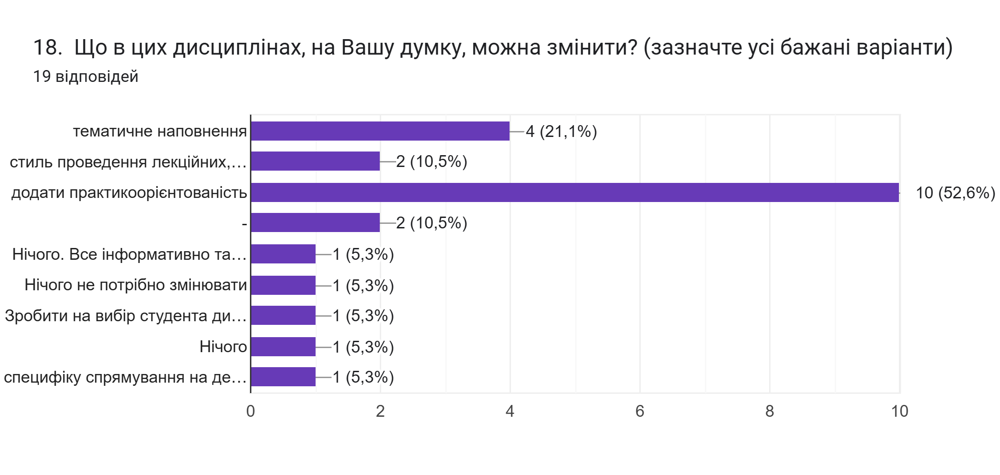 18.  Що в цих дисциплінах, на Вашу думку, можна змінити? (зазначте усі бажані варіанти)
19 відповідей
тематичне наповнення 4 (21,1%)
стиль проведення лекційних,… 2 (10,5%)
додати практикоорієнтованість 10 (52,6%)
- 2 (10,5%)
Нічого. Все інформативно та… 1 (5,3%)
Нічого не потрібно змінювати 1 (5,3%)
Зробити на вибір студента ди… 1 (5,3%)
Нічого 1 (5,3%)
специфіку спрямування на де… 1 (5,3%)
0 2 4 6 8 10